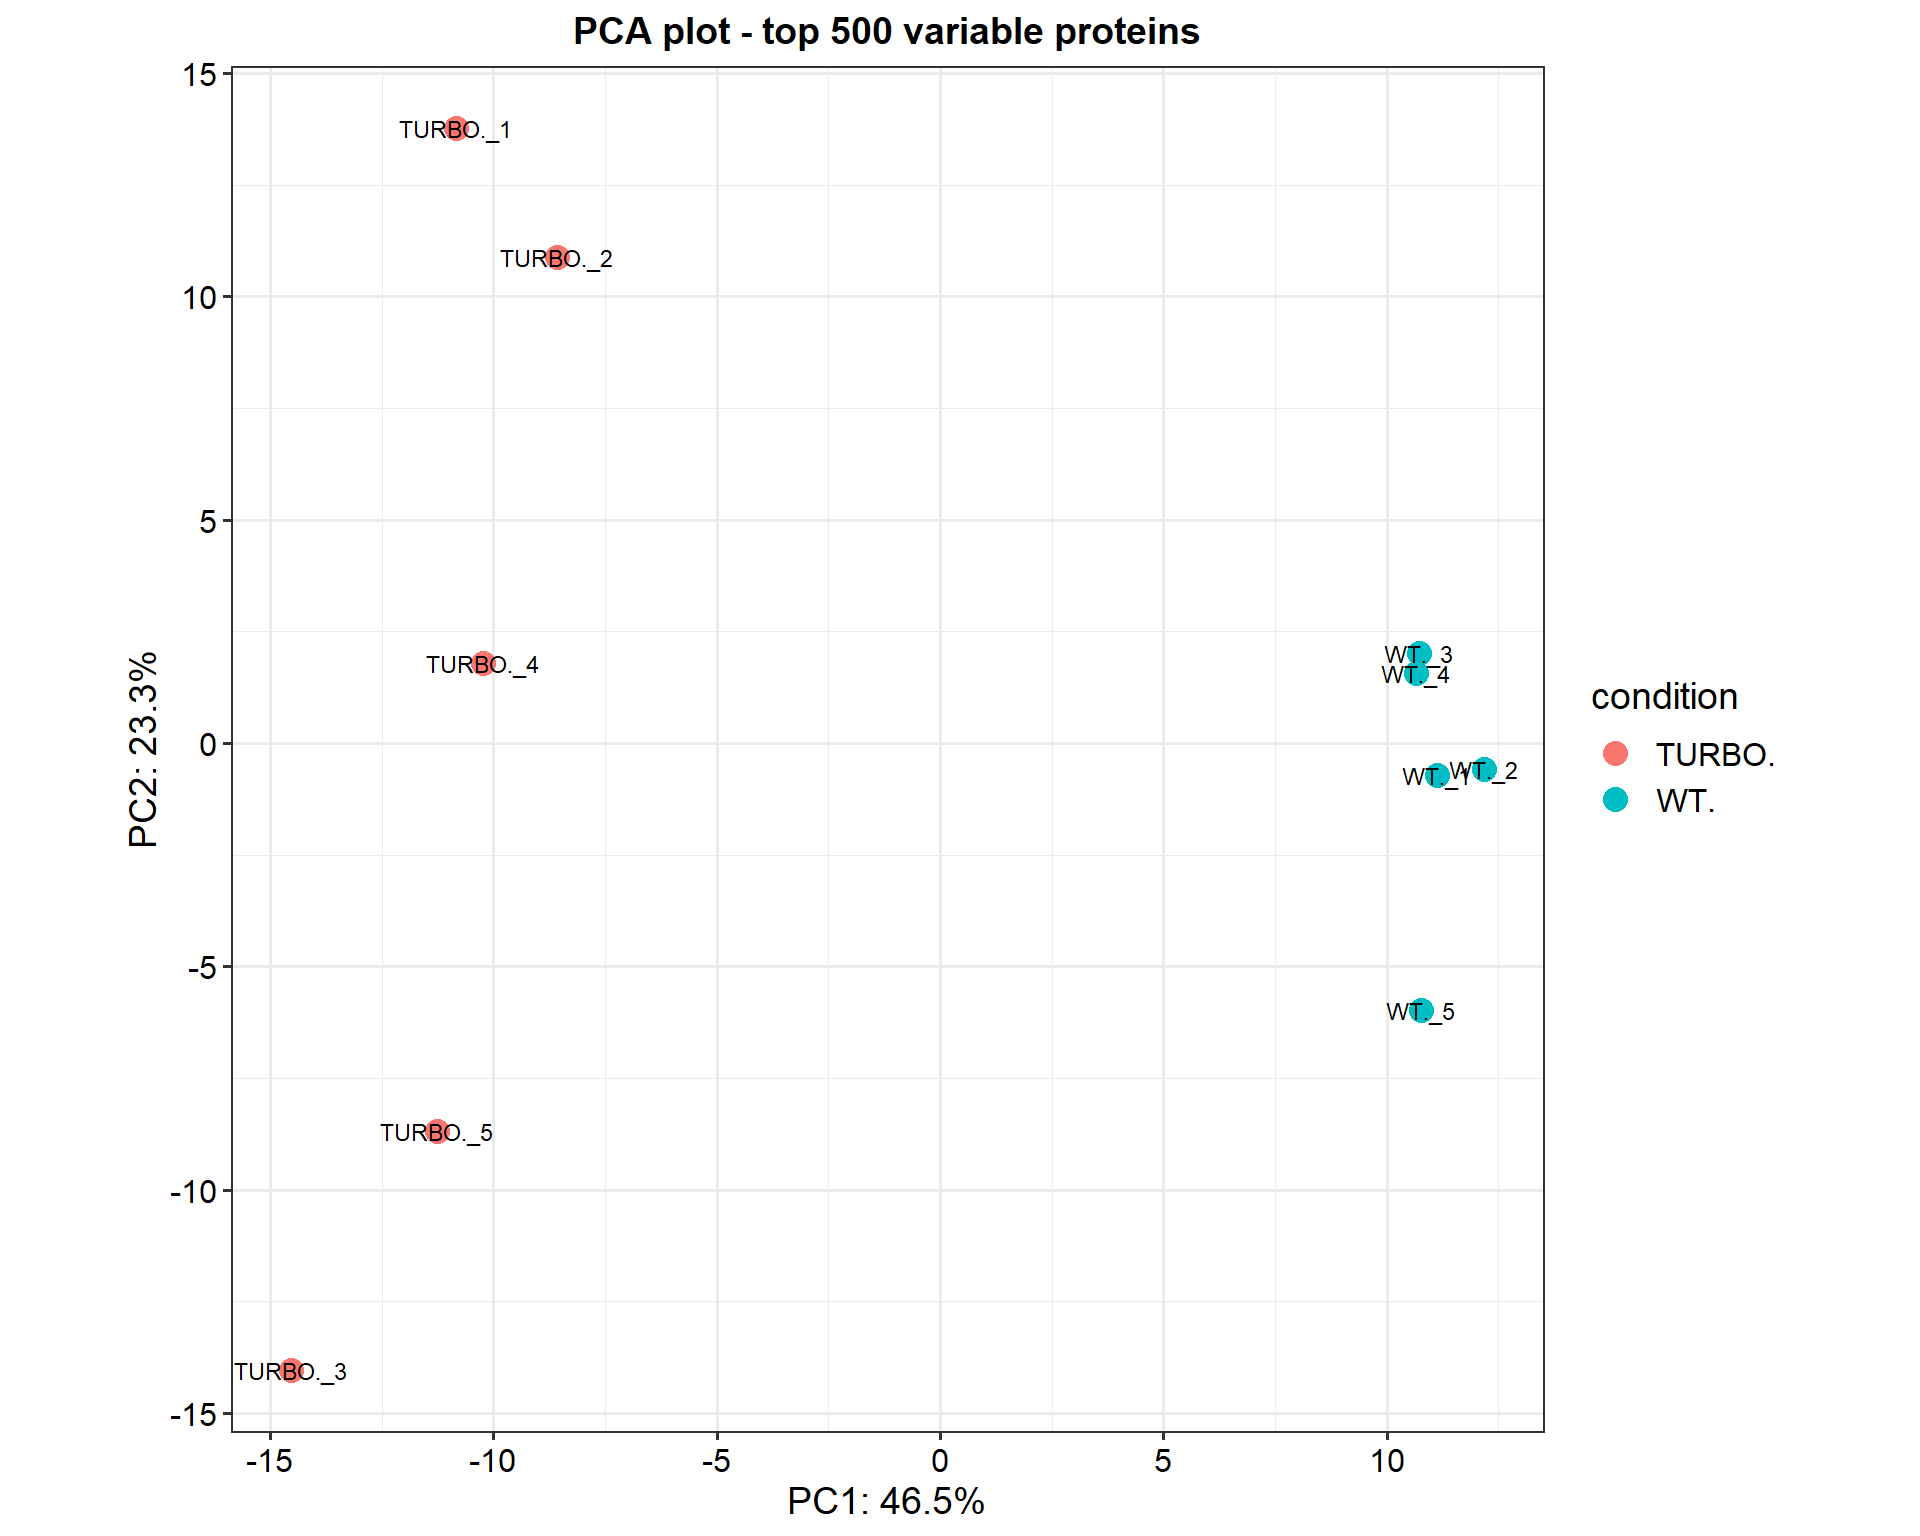 PCA plot - top 500 variable proteins
15
10
5
0
-5
-10
-15
PC2: 23.3%
TURBO._1
TURBO._2
TURBO._4
TURBO._5
TURBO._3
WT._3
WT._4
WT._1
WT._2
WT._5
-15
-10
-5
0
5
10
PC1: 46.5%
condition
TURBO.
WT.